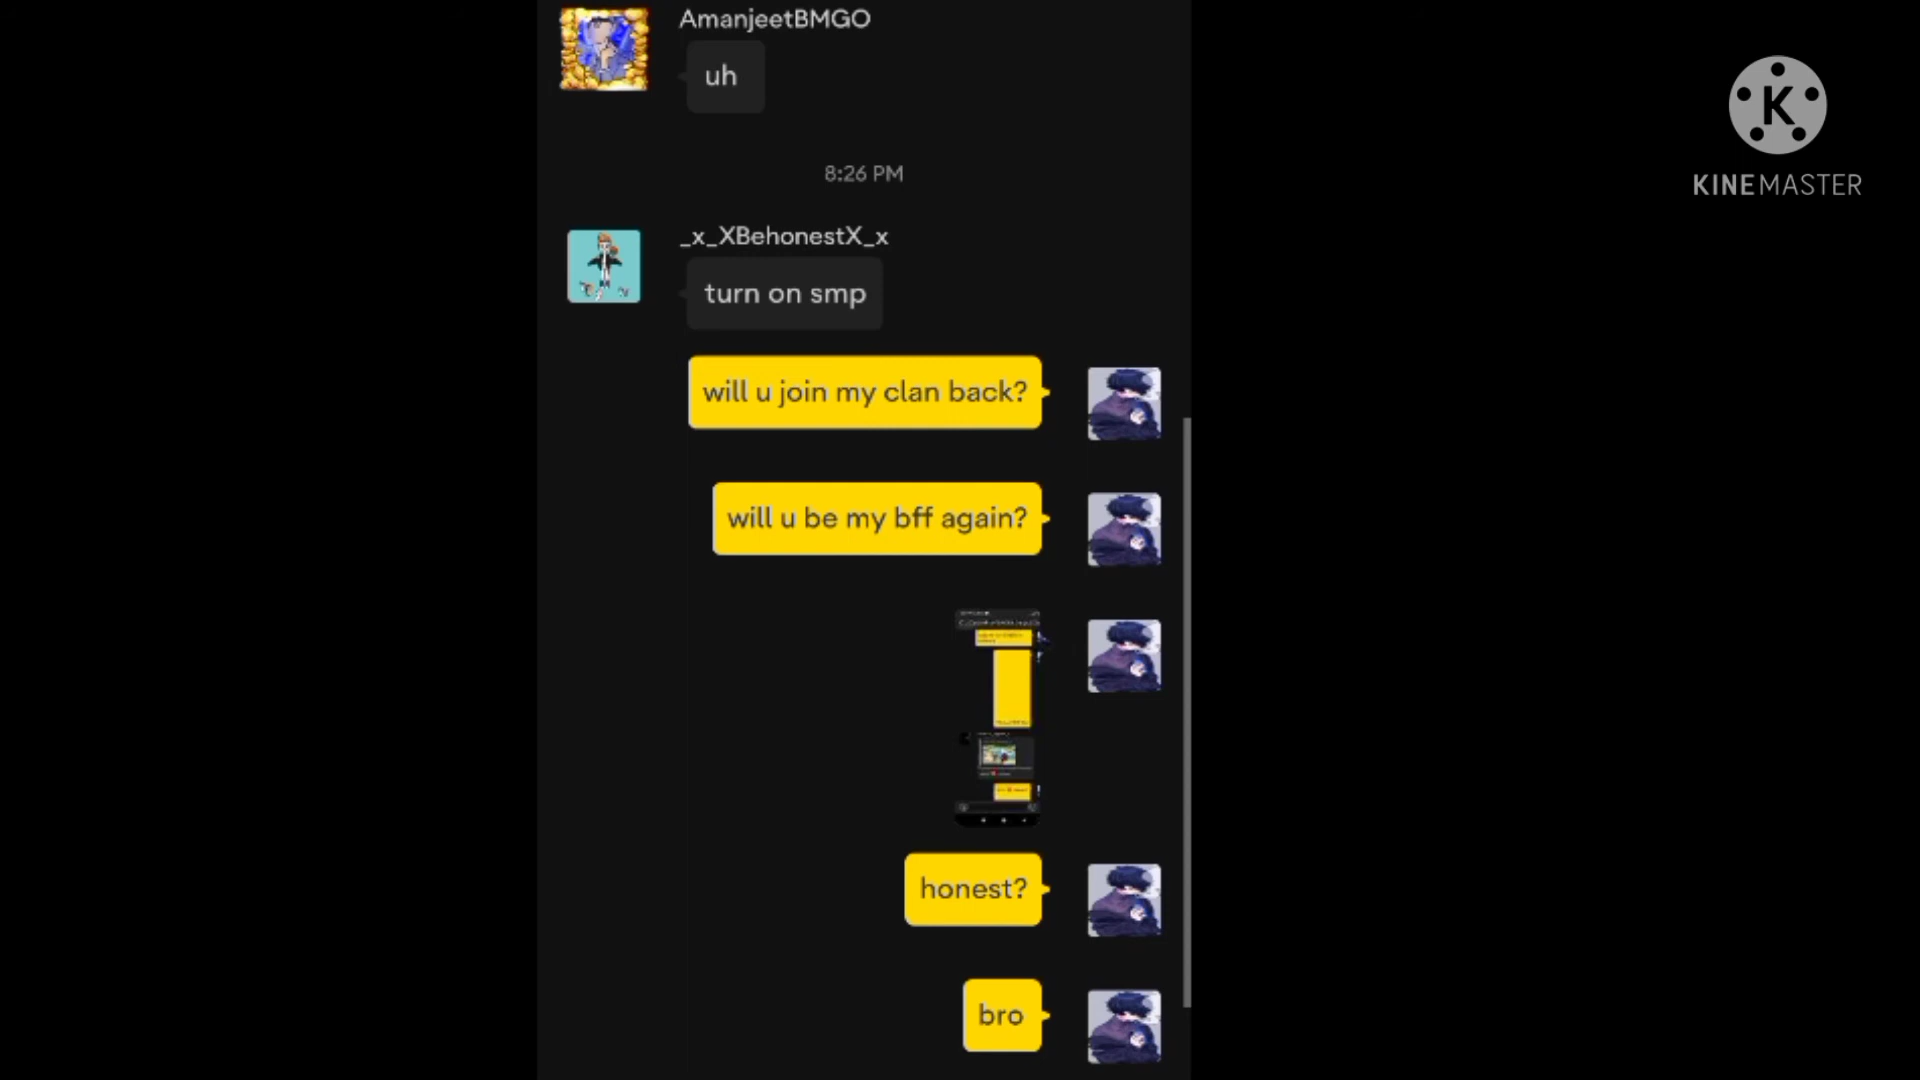 AmanjeetBMGO
uh
8:26 PM
_x_XBehonestX_x
turn on smp
will u join my clan back?
will u be my bff again?
honest?
bro
K
KINEMASTER